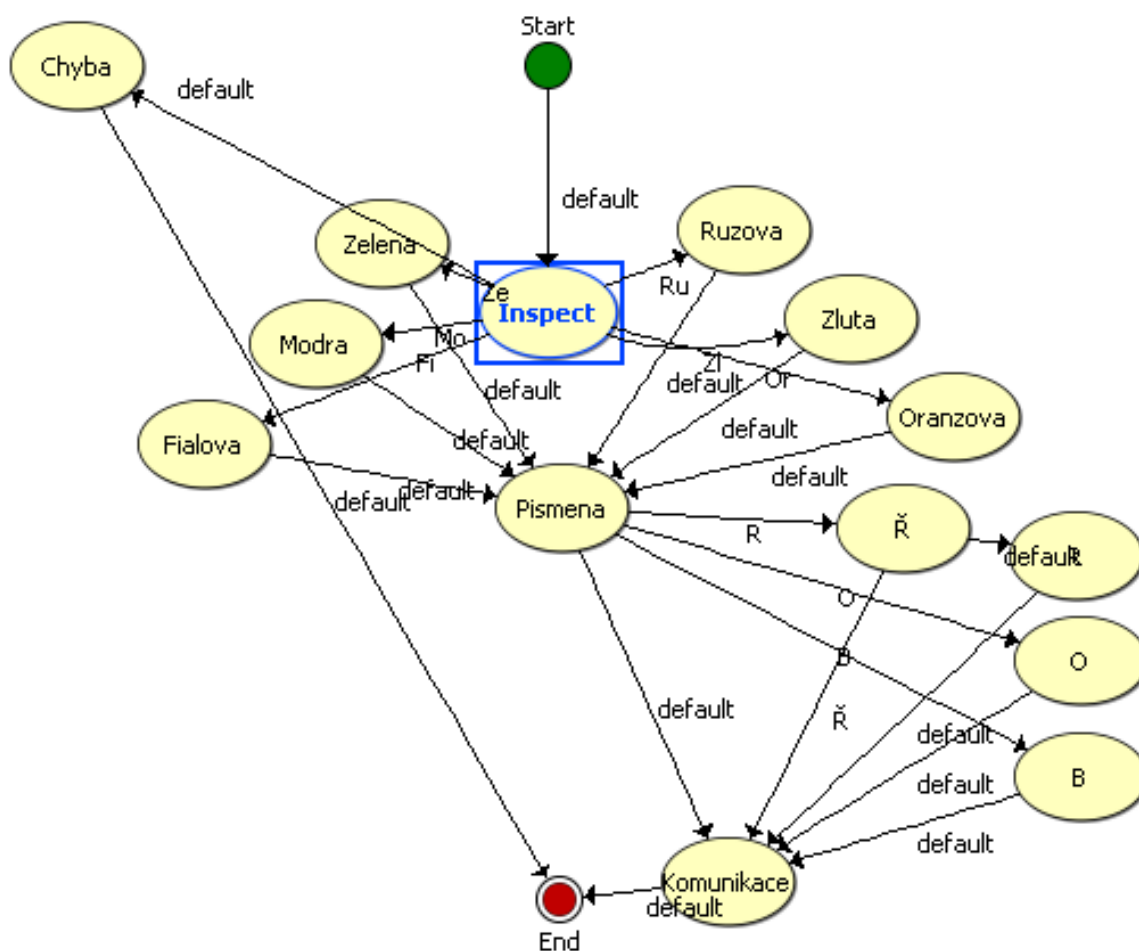 Start
Chyba
default
default
Zelena
Ruzova
Ze
Inspect
Ru
Modra
Mo
Zluta
Fi
Zl
Or
default
default
Fialova
default
default
Oranzova
default
default
default
Pismena
R
Ř
default
R
O
B
O
default
Ř
default
B
default
default
Komunikace
default
End